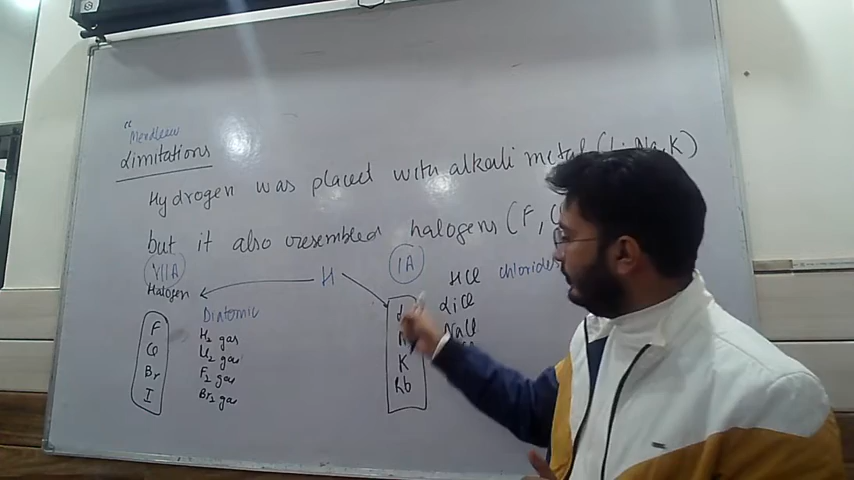 "Mendleev
Limitations
Hydrogen was placed with alkali metal (Li, Na, K)
but it also resembled halogens (F,
VIIA
Halogen
H
IA
HCl chlorides
Diatomic
LiCl
F
H2 gas
NaCl
Cl
Cl2 gas
K
Br
F2 gas
Rb
I
Br2 gas